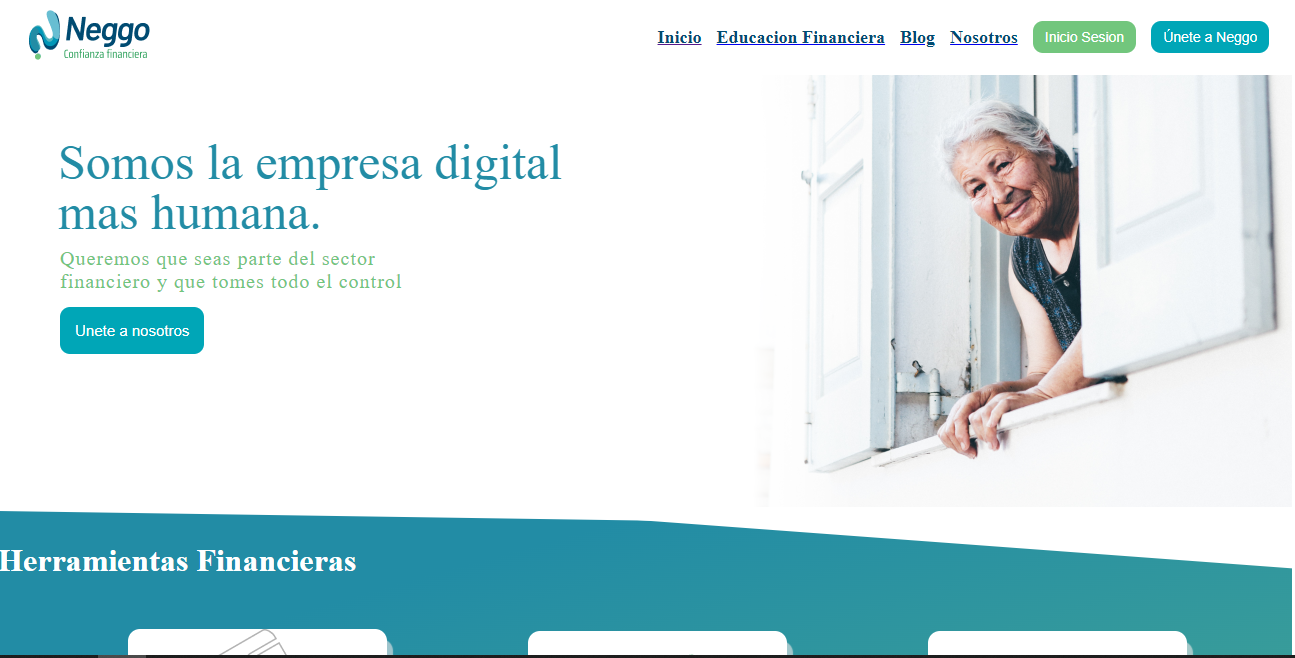 Neggo
Confianza financiera
Inicio
Educacion Financiera
Blog
Nosotros
Inicio Sesion
Únete a Neggo
Somos la empresa digital
mas humana.
Queremos que seas parte del sector
financiero y que tomes todo el control
Unete a nosotros
Herramientas Financieras